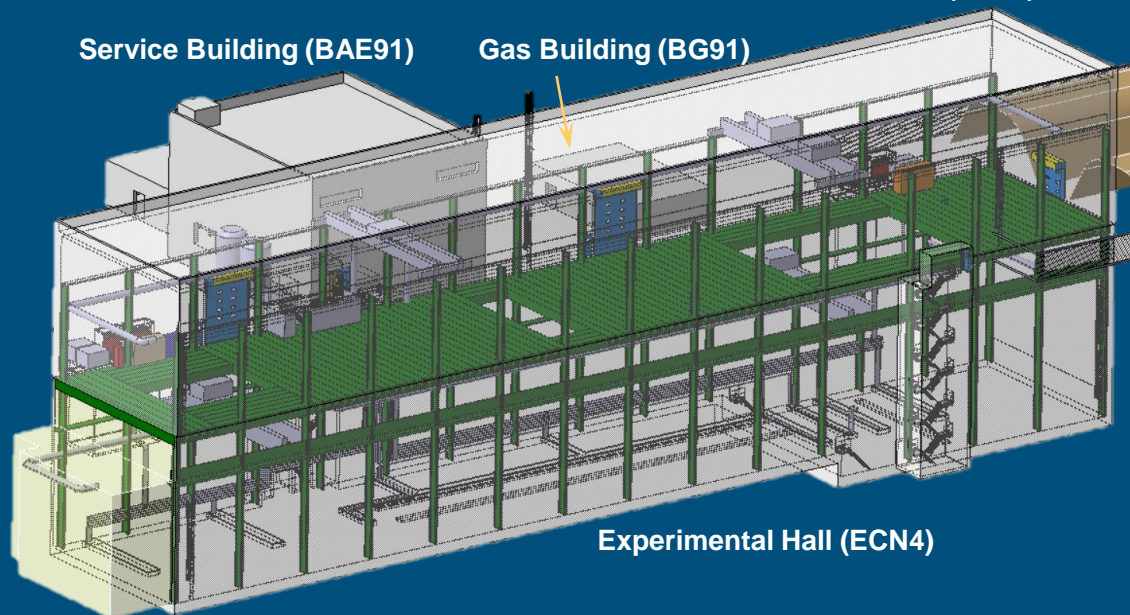 Service Building (BAE91)
Gas Building (BG91)
Experimental Hall (ECN4)